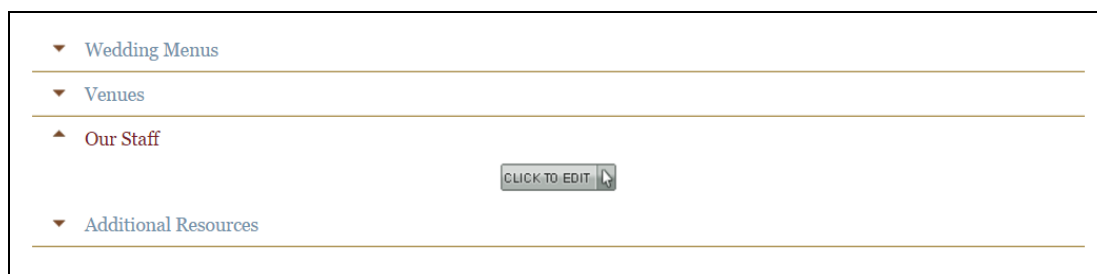 Wedding Menus
Venues
Our Staff
CLICK TO EDIT
Additional Resources